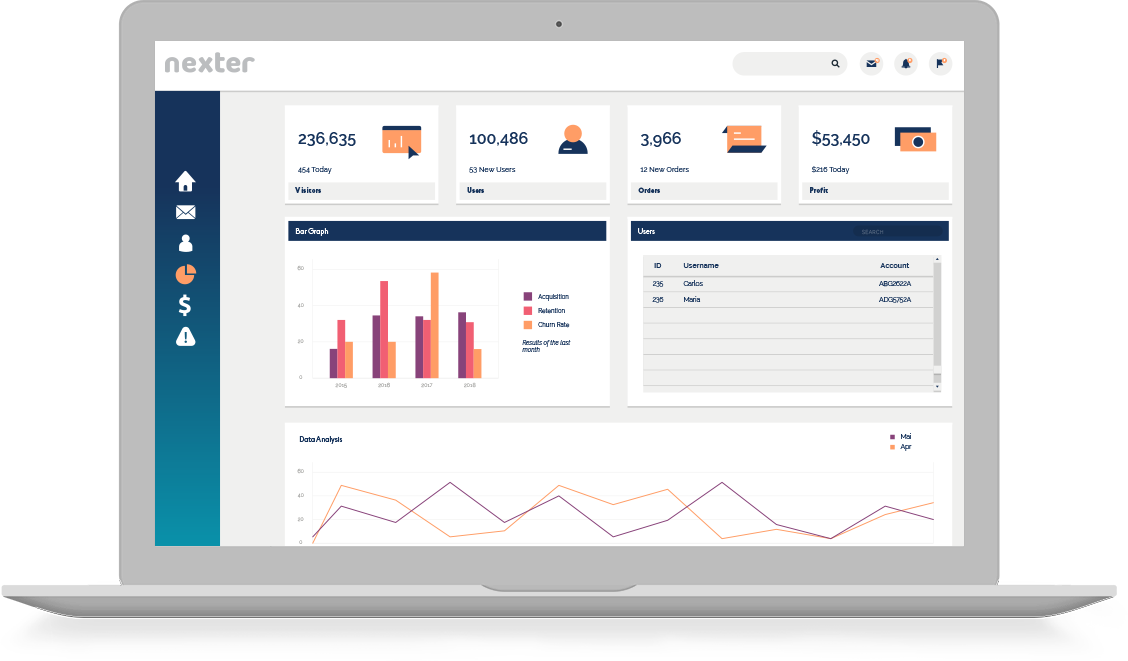 nexter
236,635
454 Today
Visitors
100,486
53 New Users
Users
3,966
12 New Orders
Orders
$53,450
$216 Today
Profit
Bar Graph
60
40
20
0
2015
2016
2017
2018
Acquisition
Retention
Churn Rate
Results of the last
month
Users
SEARCH
ID Username Account
235 Carlos ABG2622A
236 Maria ADG5752A
Data Analysis
Mai
Apr
60
40
20
0